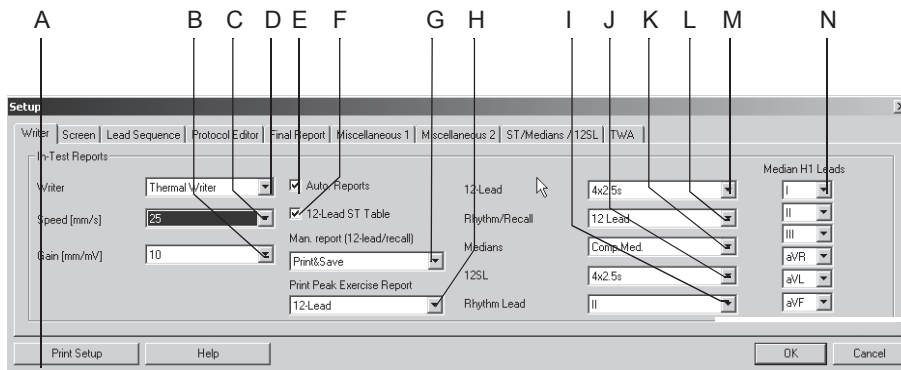 A B C D E F G H I J K L M N
Setup
Writer Screen Lead Sequence Protocol Editor Final Report Miscellaneous 1 Miscellaneous 2 ST/Medians / 12SL TWA
In-Test Reports
Writer
Thermal Writer
Speed [mm/s]
25
Gain [mm/mV]
10
Auto. Reports
12-Lead ST Table
Man. report (12-lead/recall)
Print&Save
Print Peak Exercise Report
12-Lead
12-Lead
4x2.5s
Rhythm/Recall
12 Lead
Medians
Comp.Med.
12SL
4x2.5s
Rhythm Lead
II
Median H1 Leads
I
II
III
aVR
aVL
aVF
Print Setup
Help
OK
Cancel